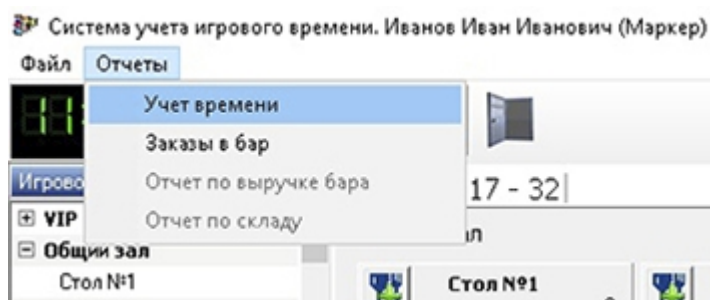 Система учета игрового времени. Иванов Иван Иванович (Маркер)
Файл Отчеты
Учет времени
Заказы в бар
Отчет по выручке бара
17 - 32
Отчет по складу
VIP
Общий зал
Стол №1
Стол №1